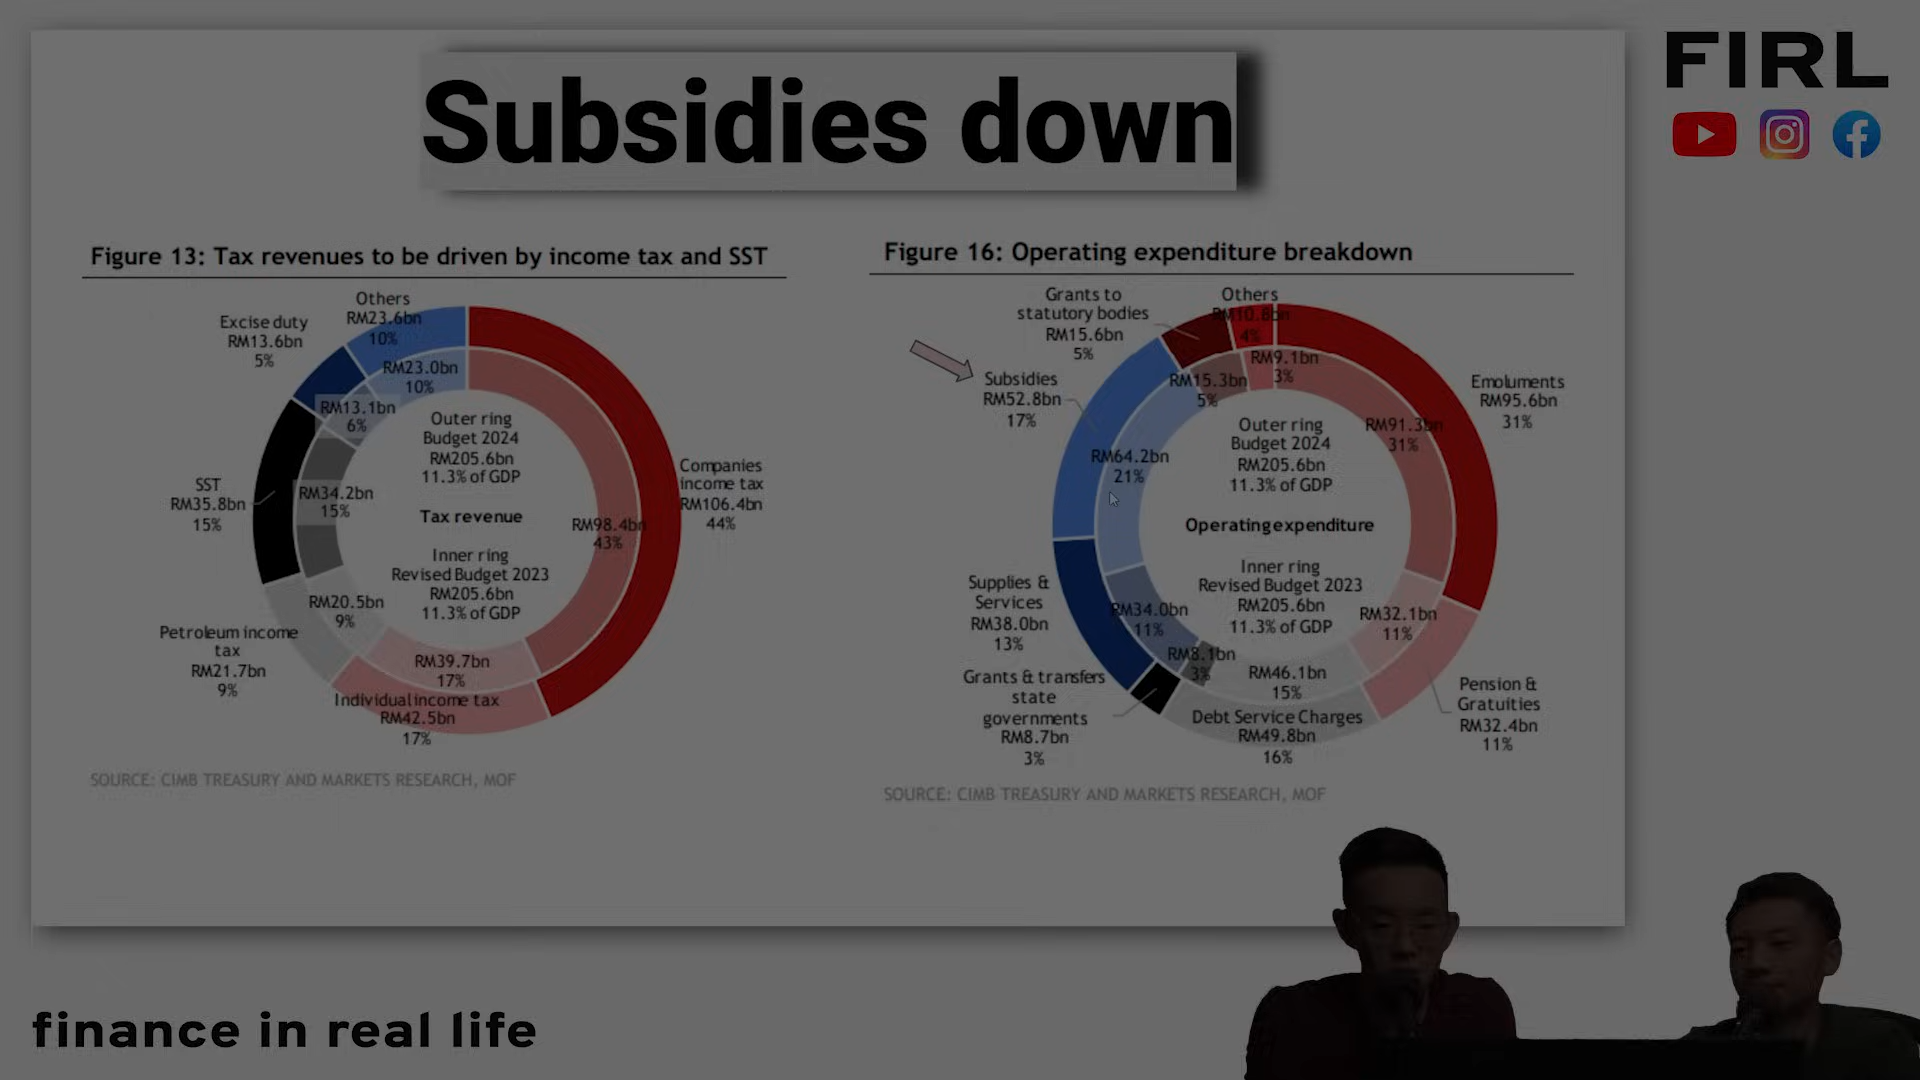 FIRL
Subsidies down
Figure 13: Tax revenues to be driven by income tax and SST
Others
RM23.6bn
10%
Excise duty
RM13.6bn
5%
RM23.0bn
10%
RM13.1bn
6%
Outer ring
Budget 2024
RM205.6bn
11.3% of GDP
Companies
income tax
RM106.4bn
44%
SST
RM35.8bn
15%
RM34.2bn
15%
Tax revenue
RM98.4bn
43%
Inner ring
Revised Budget 2023
RM205.6bn
11.3% of GDP
RM20.5bn
9%
Petroleum income
tax
RM21.7bn
9%
RM39.7bn
17%
Individual income tax
RM42.5bn
17%
SOURCE: CIMB TREASURY AND MARKETS RESEARCH, MOF
Figure 16: Operating expenditure breakdown
Grants to
statutory bodies
RM15.6bn
5%
Others
RM10.8bn
4%
RM9.1bn
3%
RM15.3bn
5%
Subsidies
RM52.8bn
17%
Emoluments
RM95.6bn
31%
RM91.3bn
31%
Outer ring
Budget 2024
RM205.6bn
11.3% of GDP
RM64.2bn
21%
Operating expenditure
Inner ring
Revised Budget 2023
RM205.6bn
11.3% of GDP
Supplies &
Services
RM38.0bn
13%
RM34.0bn
11%
RM32.1bn
11%
RM8.1bn
3%
RM46.1bn
15%
Grants & transfers
state
governments
RM8.7bn
3%
Debt Service Charges
RM49.8bn
16%
Pension &
Gratuities
RM32.4bn
11%
SOURCE: CIMB TREASURY AND MARKETS RESEARCH, MOF
finance in real life